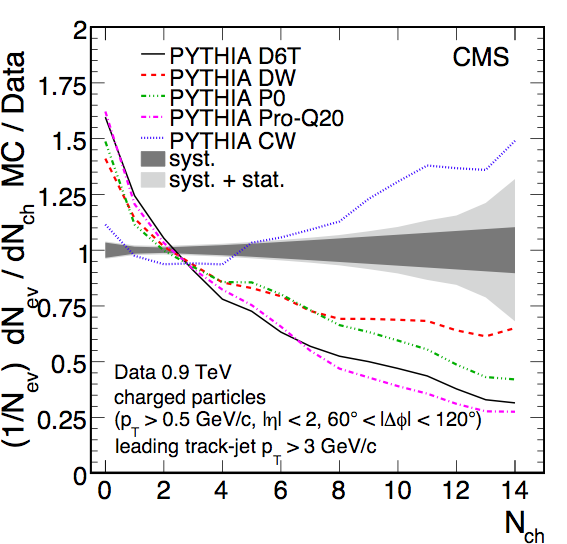 (1/N_ev) dN_ev / dN_ch MC / Data
2
1.75
1.5
1.25
1
0.75
0.5
0.25
0
CMS
PYTHIA D6T
PYTHIA DW
PYTHIA P0
PYTHIA Pro-Q20
PYTHIA CW
syst.
syst. + stat.
Data 0.9 TeV
charged particles
(p_T > 0.5 GeV/c, |η| < 2, 60° < |Δϕ| < 120°)
leading track-jet p_T > 3 GeV/c
0 2 4 6 8 10 12 14
N_ch